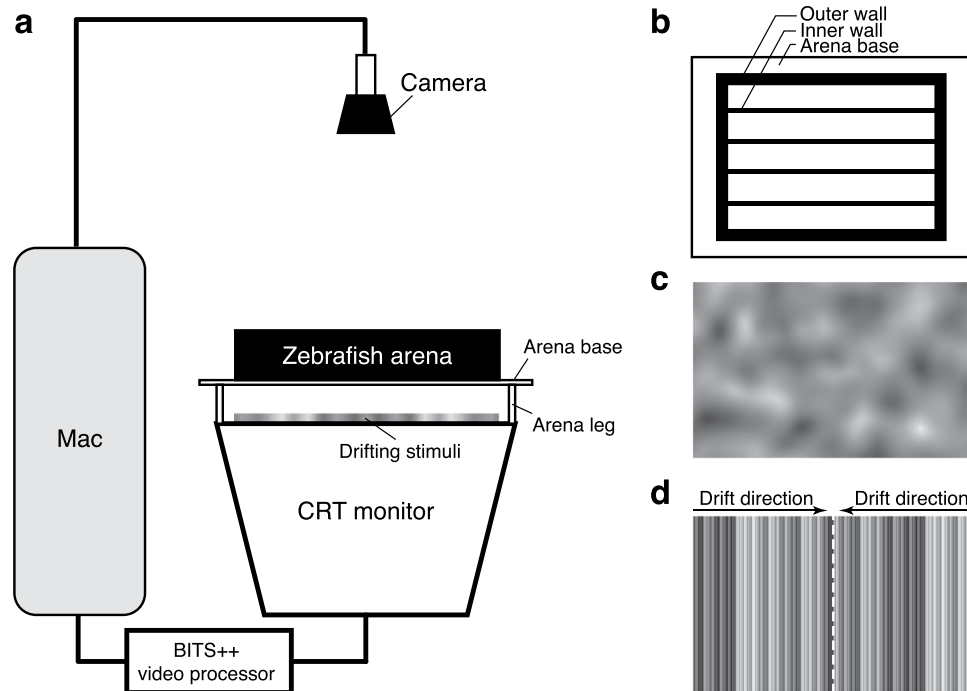 a
Camera
Zebrafish arena
Arena base
Arena leg
Drifting stimuli
Mac
CRT monitor
BITS++
video processor
b
Outer wall
Inner wall
Arena base
c
d
Drift direction
Drift direction